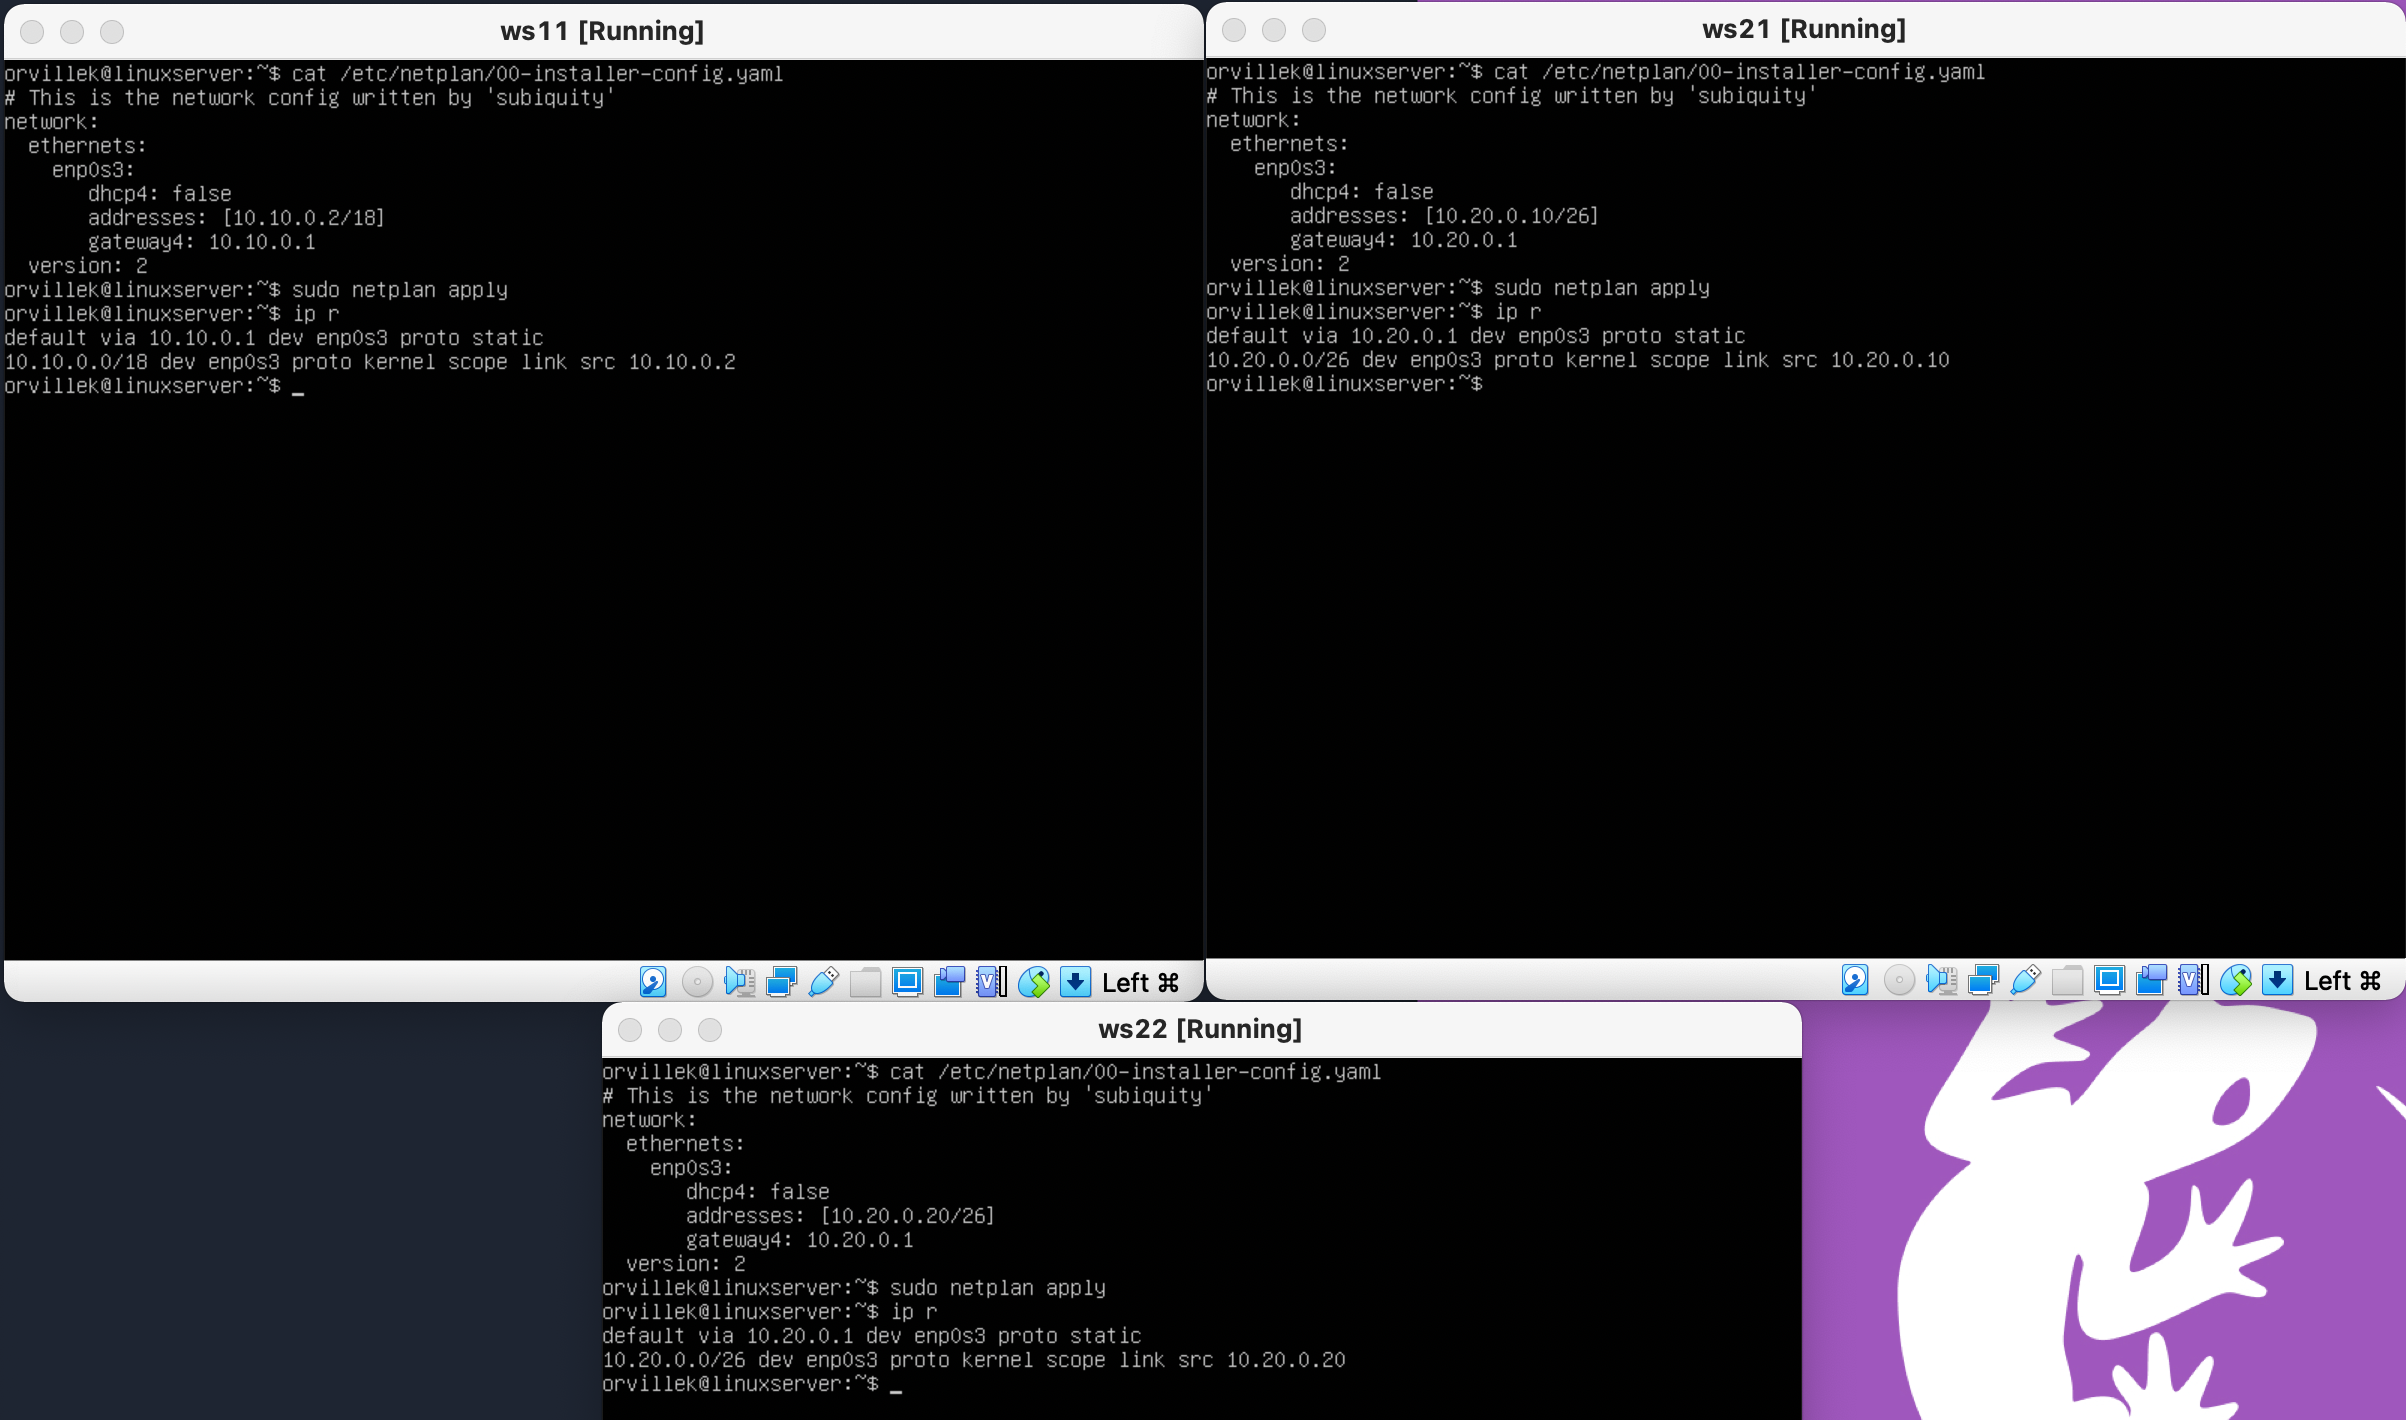 ws11 [Running]
orvillek@linuxserver:~$ cat /etc/netplan/00-installer-config.yaml
# This is the network config written by 'subiquity'
network:
  ethernets:
    enp0s3:
       dhcp4: false
       addresses: [10.10.0.2/18]
       gateway4: 10.10.0.1
  version: 2
orvillek@linuxserver:~$ sudo netplan apply
orvillek@linuxserver:~$ ip r
default via 10.10.0.1 dev enp0s3 proto static
10.10.0.0/18 dev enp0s3 proto kernel scope link src 10.10.0.2
orvillek@linuxserver:~$ _
Left ⌘
ws21 [Running]
orvillek@linuxserver:~$ cat /etc/netplan/00-installer-config.yaml
# This is the network config written by 'subiquity'
network:
  ethernets:
    enp0s3:
       dhcp4: false
       addresses: [10.20.0.10/26]
       gateway4: 10.20.0.1
  version: 2
orvillek@linuxserver:~$ sudo netplan apply
orvillek@linuxserver:~$ ip r
default via 10.20.0.1 dev enp0s3 proto static
10.20.0.0/26 dev enp0s3 proto kernel scope link src 10.20.0.10
orvillek@linuxserver:~$
Left ⌘
ws22 [Running]
orvillek@linuxserver:~$ cat /etc/netplan/00-installer-config.yaml
# This is the network config written by 'subiquity'
network:
  ethernets:
    enp0s3:
       dhcp4: false
       addresses: [10.20.0.20/26]
       gateway4: 10.20.0.1
  version: 2
orvillek@linuxserver:~$ sudo netplan apply
orvillek@linuxserver:~$ ip r
default via 10.20.0.1 dev enp0s3 proto static
10.20.0.0/26 dev enp0s3 proto kernel scope link src 10.20.0.20
orvillek@linuxserver:~$ _